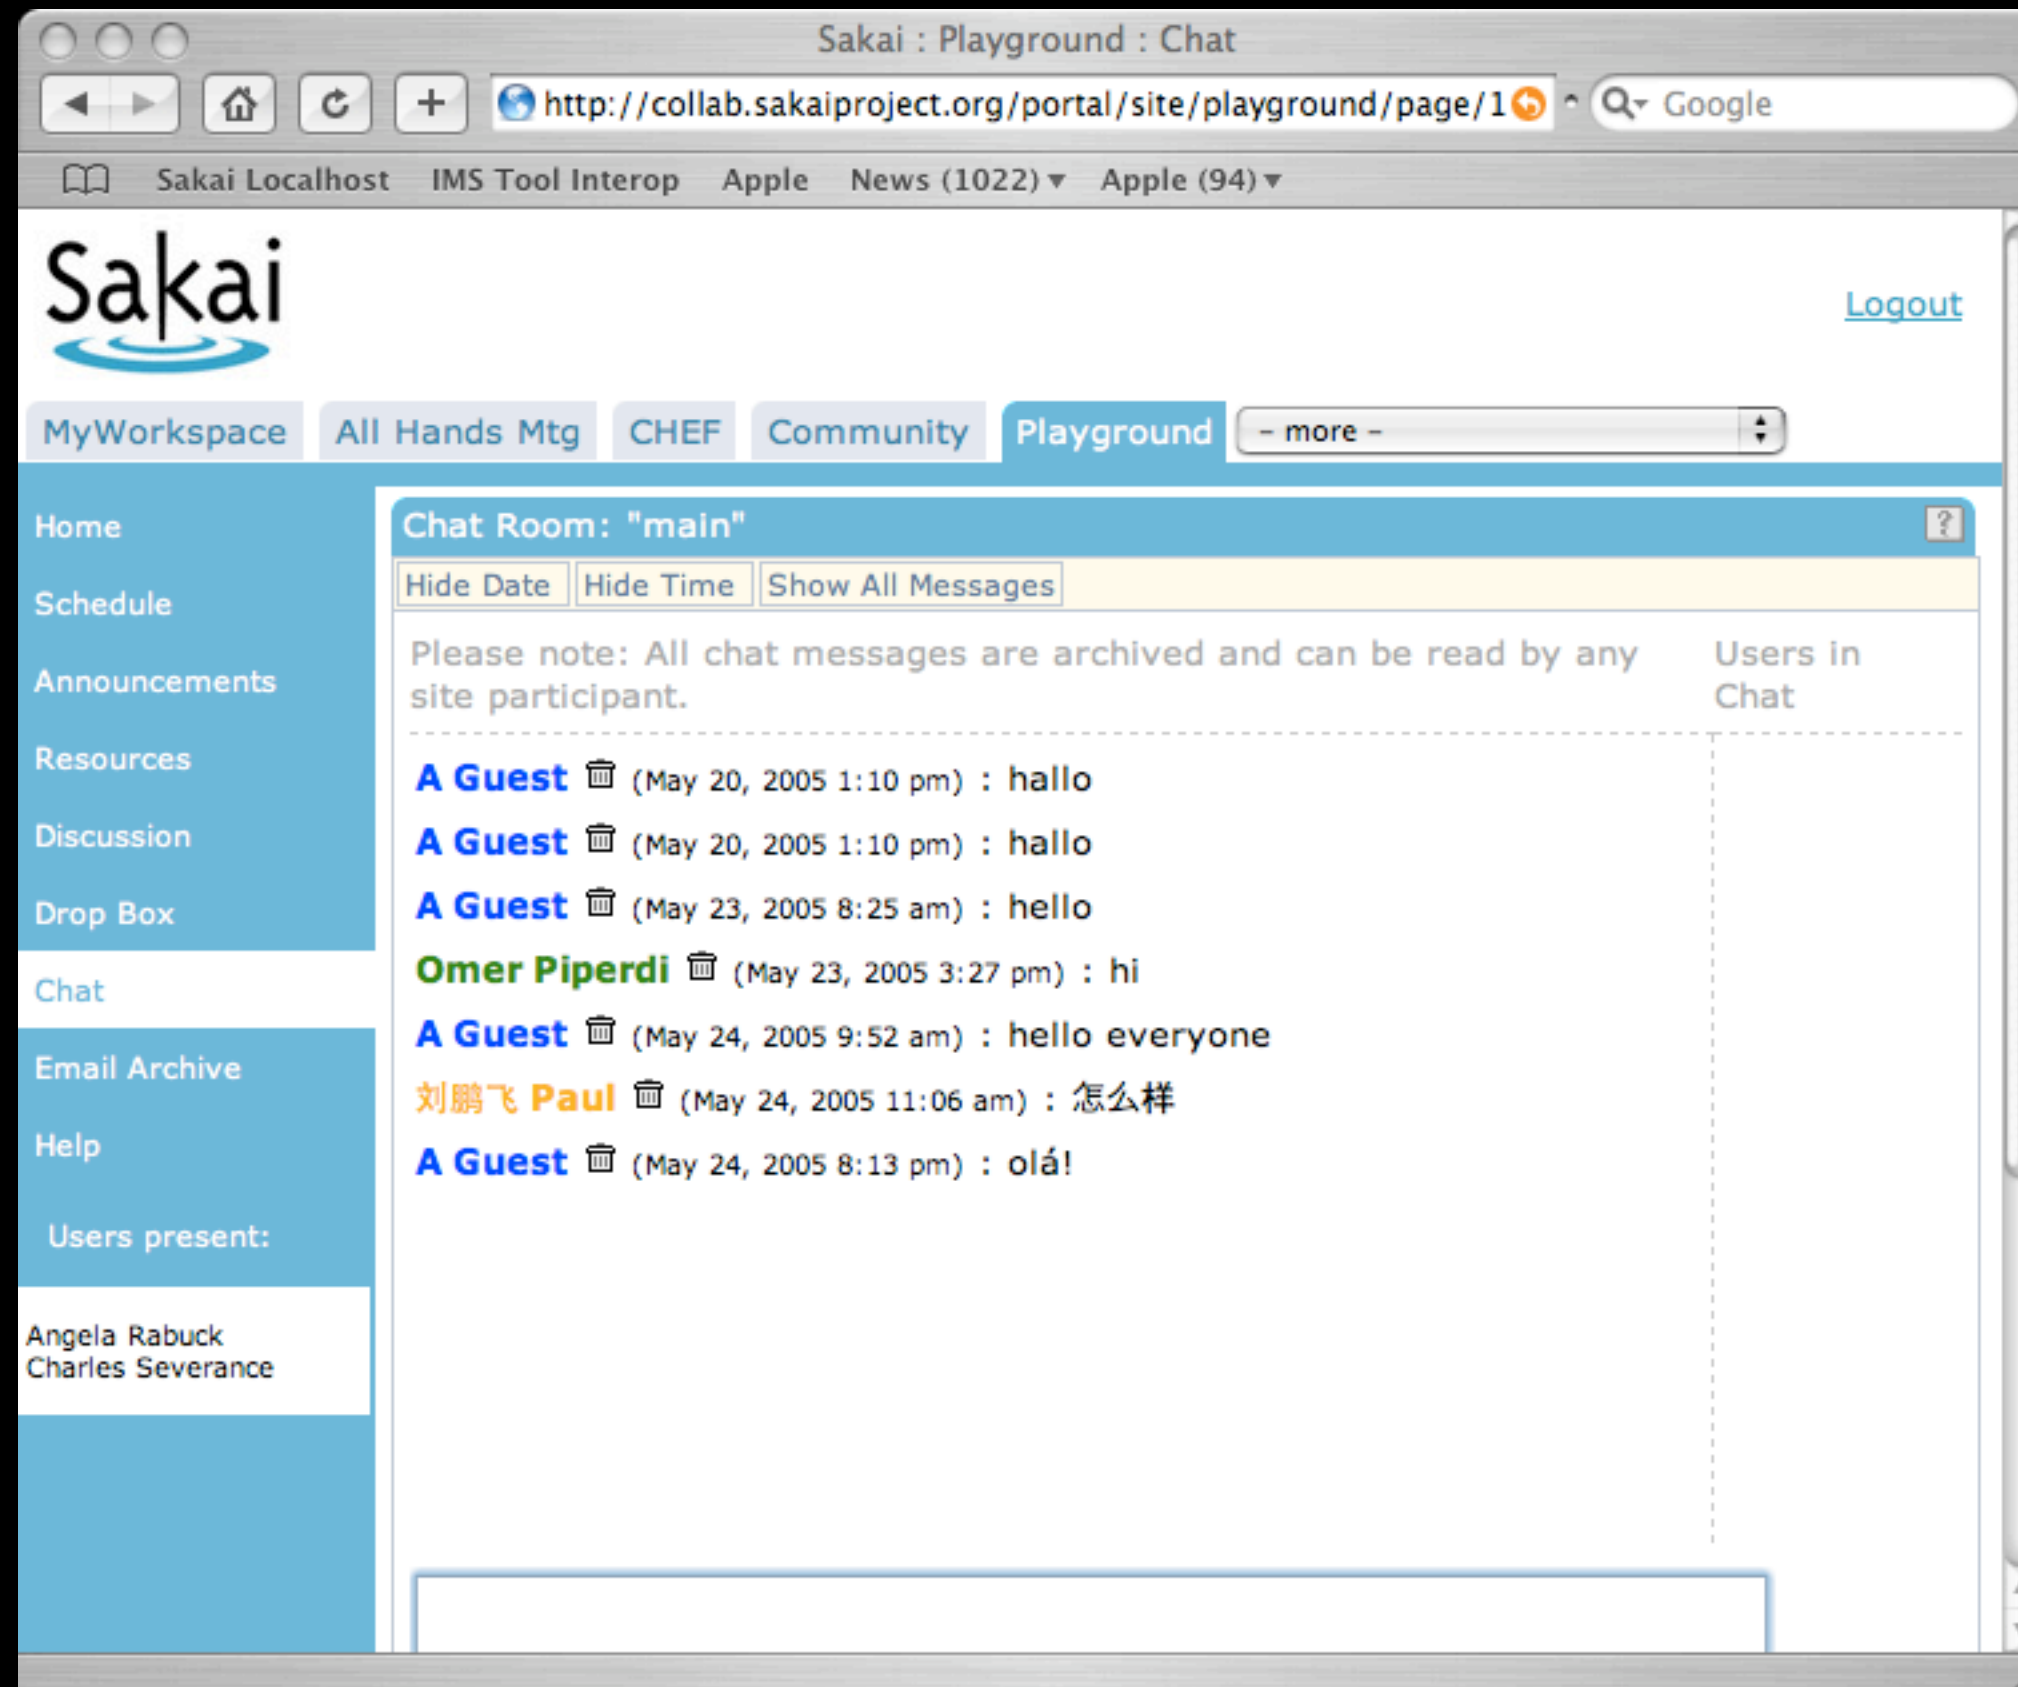 Sakai : Playground : Chat
http://collab.sakaiproject.org/portal/site/playground/page/1
Google
Sakai Localhost IMS Tool Interop Apple News (1022) Apple (94)
Sakai
Logout
MyWorkspace All Hands Mtg CHEF Community Playground – more –
Home
Schedule
Announcements
Resources
Discussion
Drop Box
Chat
Email Archive
Help
Users present:
Angela Rabuck
Charles Severance
Chat Room: "main"
?
Hide Date Hide Time Show All Messages
Please note: All chat messages are archived and can be read by any
site participant.
Users in
Chat
A Guest (May 20, 2005 1:10 pm) : hallo
A Guest (May 20, 2005 1:10 pm) : hallo
A Guest (May 23, 2005 8:25 am) : hello
Omer Piperdi (May 23, 2005 3:27 pm) : hi
A Guest (May 24, 2005 9:52 am) : hello everyone
刘鹏飞 Paul (May 24, 2005 11:06 am) : 怎么样
A Guest (May 24, 2005 8:13 pm) : olá!